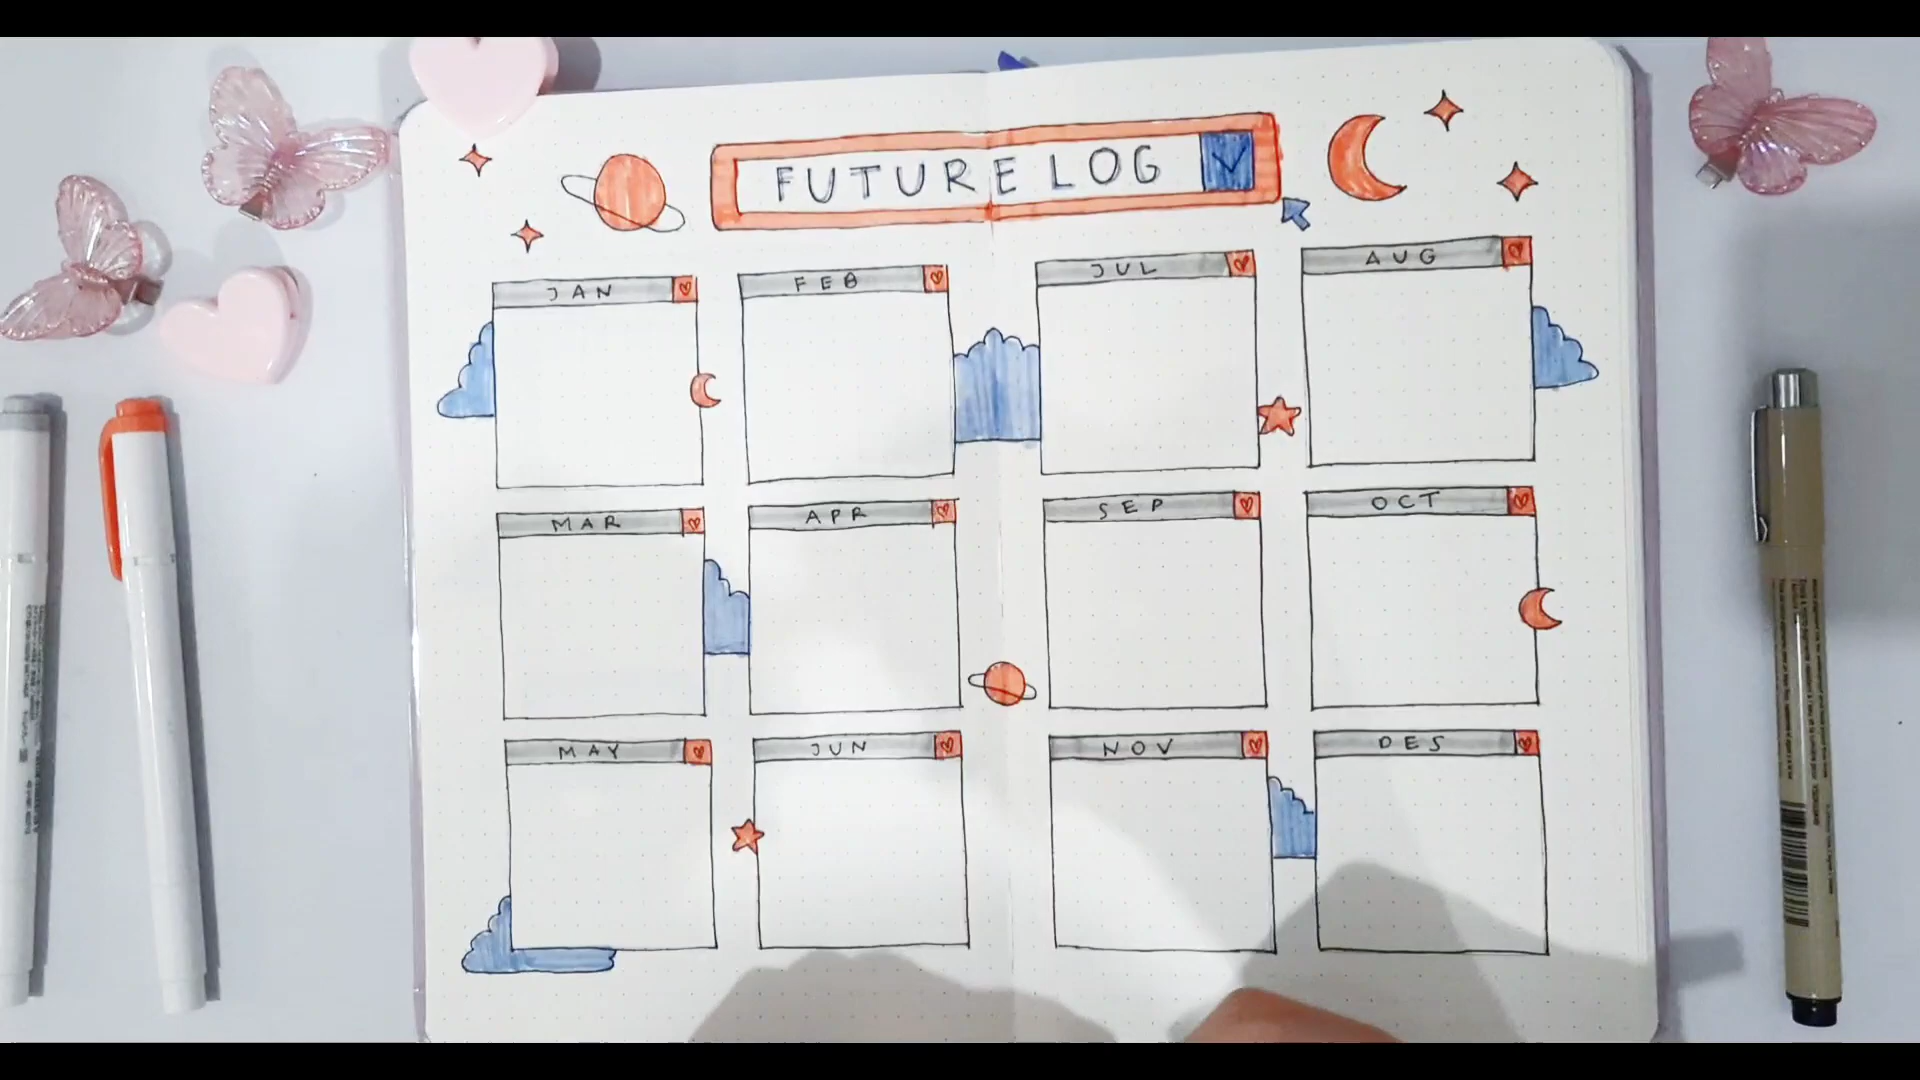 FUTURE LOG
JAN
FEB
MAR
APR
MAY
JUN
JUL
AUG
SEP
OCT
NOV
DES